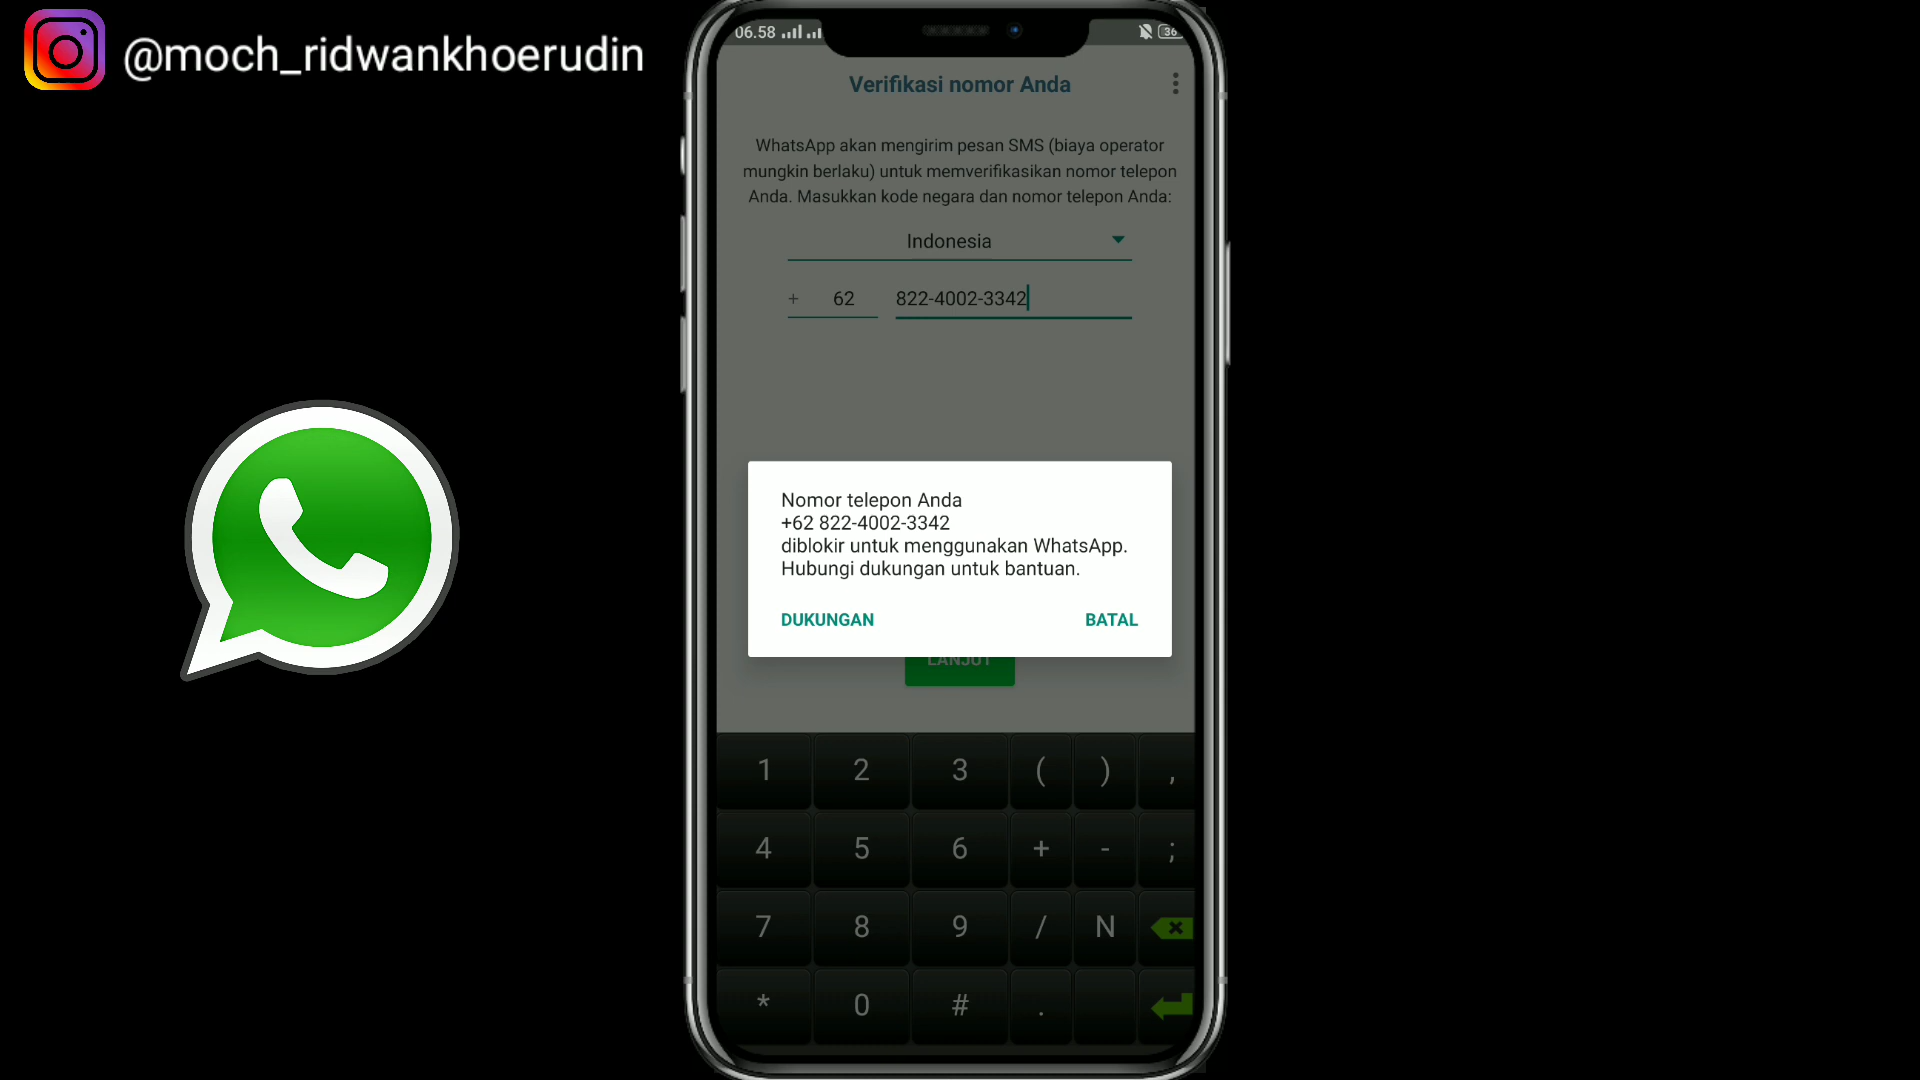 @moch_ridwankhoerudin
06.58
36
Verifikasi nomor Anda
WhatsApp akan mengirim pesan SMS (biaya operator
mungkin berlaku) untuk memverifikasikan nomor telepon
Anda. Masukkan kode negara dan nomor telepon Anda:
Indonesia
+ 62 822-4002-3342
Nomor telepon Anda
+62 822-4002-3342
diblokir untuk menggunakan WhatsApp.
Hubungi dukungan untuk bantuan.
DUKUNGAN BATAL
LANJUT
1 2 3 ( ) ,
4 5 6 + - ;
7 8 9 / N
* 0 # .